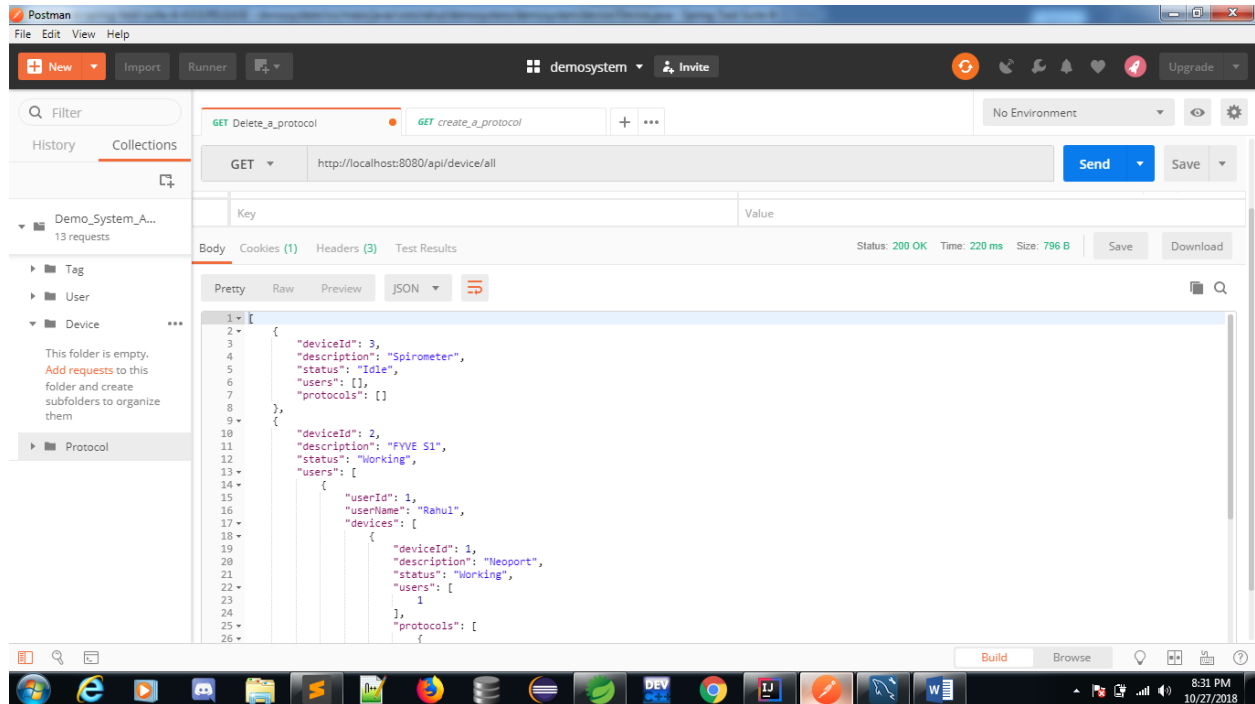 Postman
File Edit View Help
New Import Runner demosystem Invite Upgrade
Filter
History Collections
Demo_System_A...
13 requests
Tag
User
Device
This folder is empty.
Add requests to this
folder and create
subfolders to organize
them
Protocol
GET Delete_a_protocol GET create_a_protocol
No Environment
GET http://localhost:8080/api/device/all Send Save
Key Value
Body Cookies (1) Headers (3) Test Results Status: 200 OK Time: 220 ms Size: 796 B Save Download
Pretty Raw Preview JSON
1 [
2 {
3 "deviceId": 3,
4 "description": "Spirometer",
5 "status": "Idle",
6 "users": [],
7 "protocols": []
8 },
9 {
10 "deviceId": 2,
11 "description": "FYVE S1",
12 "status": "Working",
13 "users": [
14 {
15 "userId": 1,
16 "userName": "Rahul",
17 "devices": [
18 {
19 "deviceId": 1,
20 "description": "Neoport",
21 "status": "Working",
22 "users": [
23 1
24 ],
25 "protocols": [
26 {
Build Browse
DEV
8:31 PM
10/27/2018